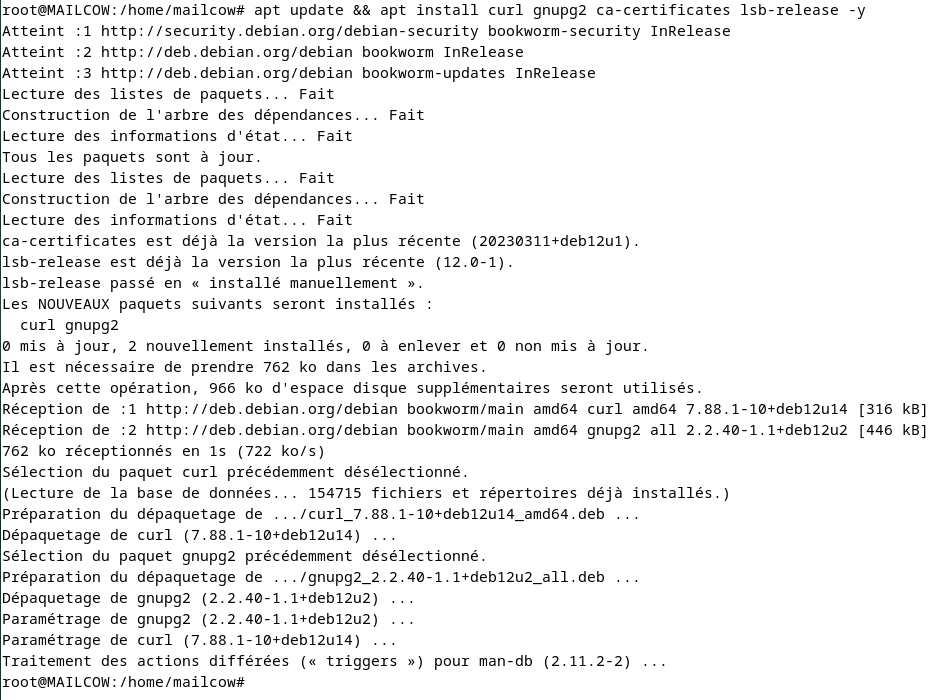 root@MAILCOW:/home/mailcow# apt update && apt install curl gnupg2 ca-certificates lsb-release -y
Atteint :1 http://security.debian.org/debian-security bookworm-security InRelease
Atteint :2 http://deb.debian.org/debian bookworm InRelease
Atteint :3 http://deb.debian.org/debian bookworm-updates InRelease
Lecture des listes de paquets... Fait
Construction de l'arbre des dépendances... Fait
Lecture des informations d'état... Fait
Tous les paquets sont à jour.
Lecture des listes de paquets... Fait
Construction de l'arbre des dépendances... Fait
Lecture des informations d'état... Fait
ca-certificates est déjà la version la plus récente (20230311+deb12u1).
lsb-release est déjà la version la plus récente (12.0-1).
lsb-release passé en « installé manuellement ».
Les NOUVEAUX paquets suivants seront installés :
  curl gnupg2
0 mis à jour, 2 nouvellement installés, 0 à enlever et 0 non mis à jour.
Il est nécessaire de prendre 762 ko dans les archives.
Après cette opération, 966 ko d'espace disque supplémentaires seront utilisés.
Réception de :1 http://deb.debian.org/debian bookworm/main amd64 curl amd64 7.88.1-10+deb12u14 [316 kB]
Réception de :2 http://deb.debian.org/debian bookworm/main amd64 gnupg2 all 2.2.40-1.1+deb12u2 [446 kB]
762 ko réceptionnés en 1s (722 ko/s)
Sélection du paquet curl précédemment désélectionné.
(Lecture de la base de données... 154715 fichiers et répertoires déjà installés.)
Préparation du dépaquetage de .../curl_7.88.1-10+deb12u14_amd64.deb ...
Dépaquetage de curl (7.88.1-10+deb12u14) ...
Sélection du paquet gnupg2 précédemment désélectionné.
Préparation du dépaquetage de .../gnupg2_2.2.40-1.1+deb12u2_all.deb ...
Dépaquetage de gnupg2 (2.2.40-1.1+deb12u2) ...
Paramétrage de gnupg2 (2.2.40-1.1+deb12u2) ...
Paramétrage de curl (7.88.1-10+deb12u14) ...
Traitement des actions différées (« triggers ») pour man-db (2.11.2-2) ...
root@MAILCOW:/home/mailcow#